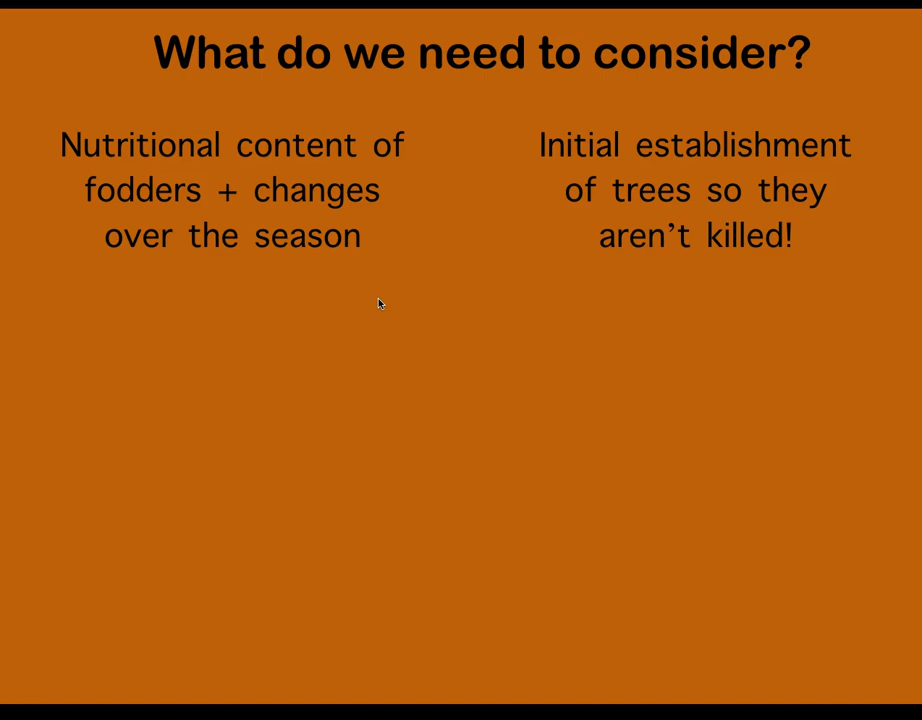 What do we need to consider?
Nutritional content of
fodders + changes
over the season
Initial establishment
of trees so they
aren’t killed!